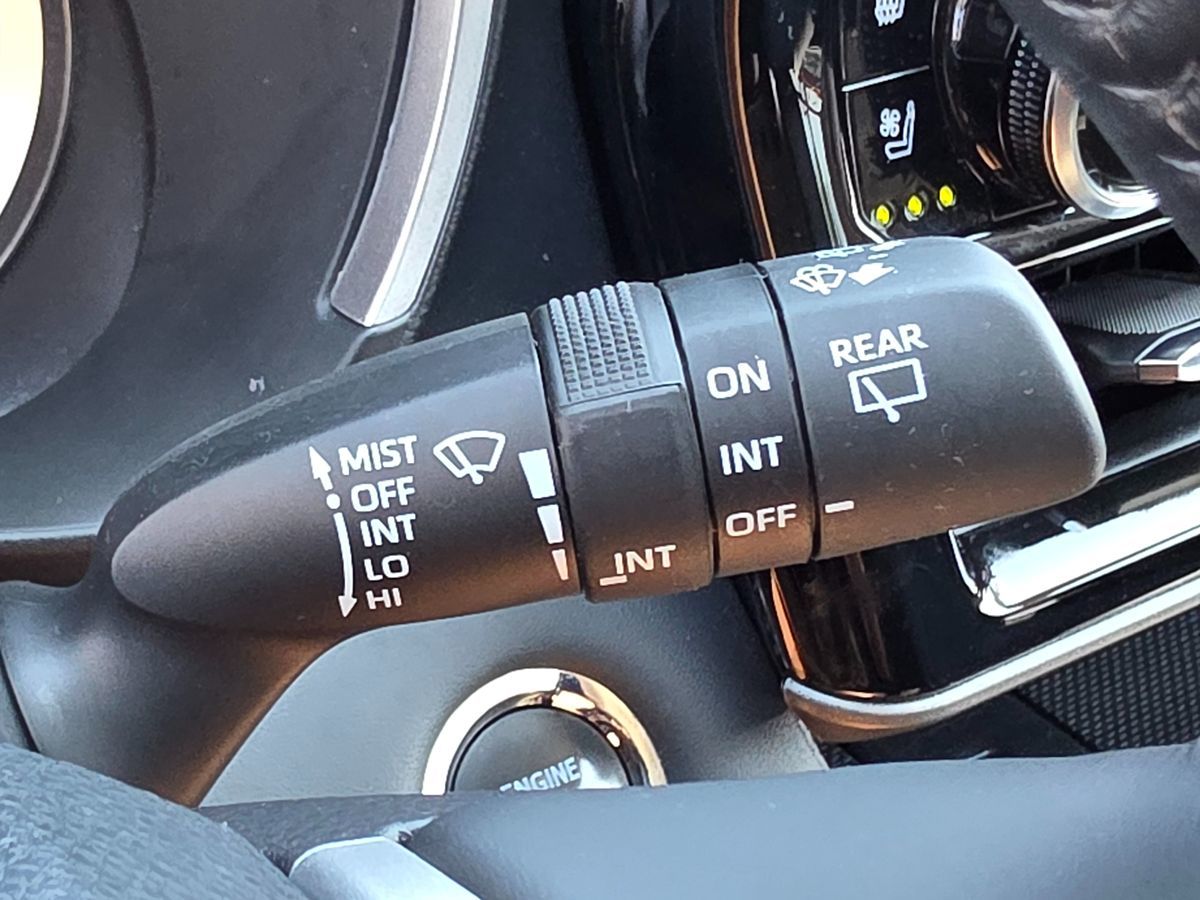 MIST
OFF
INT
LO
HI
INT
ON
INT
OFF
REAR
ENGINE